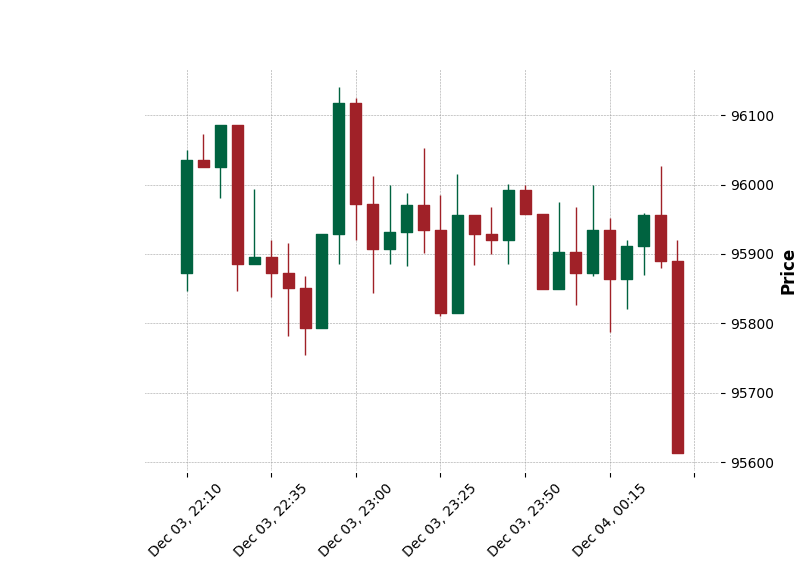 96100
96000
95900
95800
95700
95600
Price
Dec 03, 22:10
Dec 03, 22:35
Dec 03, 23:00
Dec 03, 23:25
Dec 03, 23:50
Dec 04, 00:15